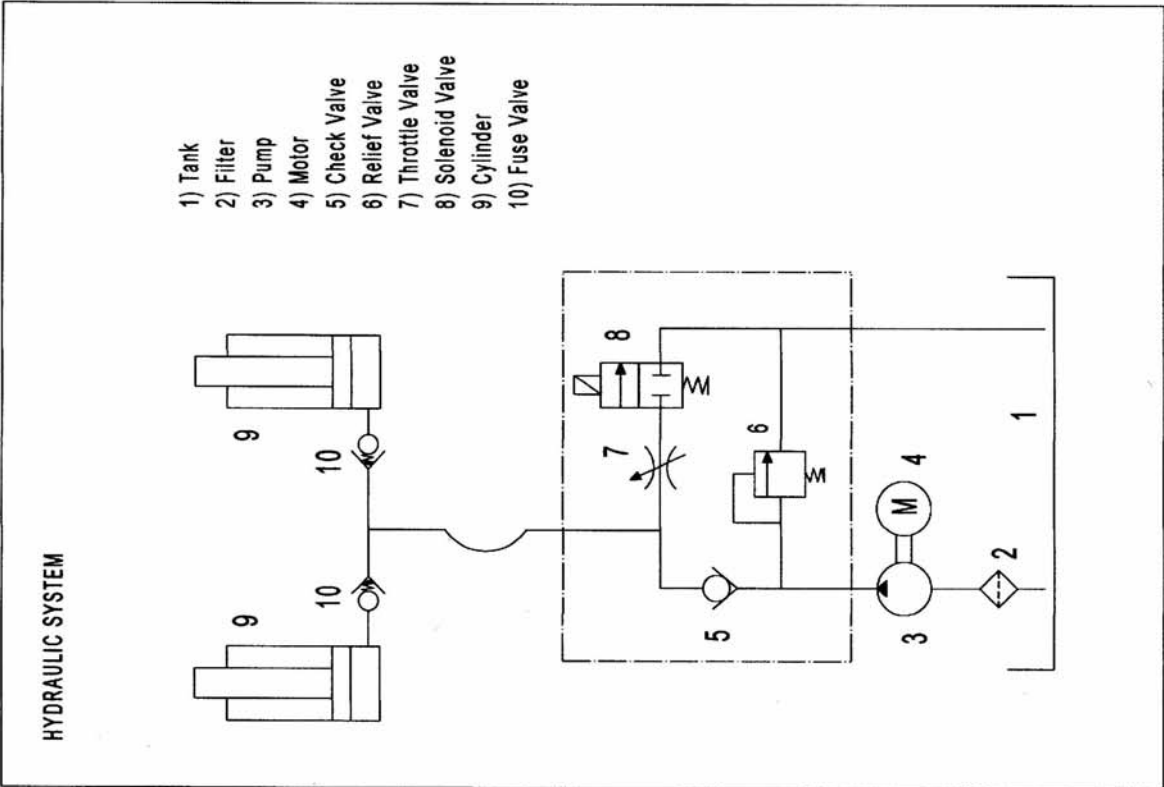 HYDRAULIC SYSTEM
1) Tank
2) Filter
3) Pump
4) Motor
5) Check Valve
6) Relief Valve
7) Throttle Valve
8) Solenoid Valve
9) Cylinder
10) Fuse Valve
9
9
10
10
8
7
6
5
4
M
3
2
1